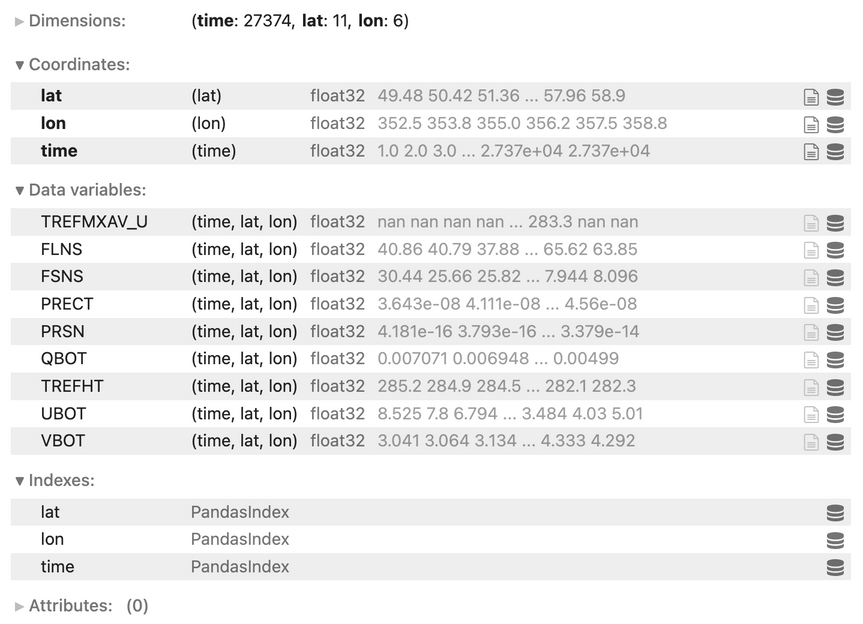 Dimensions: (time: 27374, lat: 11, lon: 6)
Coordinates:
lat (lat) float32 49.48 50.42 51.36 ... 57.96 58.9
lon (lon) float32 352.5 353.8 355.0 356.2 357.5 358.8
time (time) float32 1.0 2.0 3.0 ... 2.737e+04 2.737e+04
Data variables:
TREFMXAV_U (time, lat, lon) float32 nan nan nan nan ... 283.3 nan nan
FLNS (time, lat, lon) float32 40.86 40.79 37.88 ... 65.62 63.85
FSNS (time, lat, lon) float32 30.44 25.66 25.82 ... 7.944 8.096
PRECT (time, lat, lon) float32 3.643e-08 4.111e-08 ... 4.56e-08
PRSN (time, lat, lon) float32 4.181e-16 3.793e-16 ... 3.379e-14
QBOT (time, lat, lon) float32 0.007071 0.006948 ... 0.00499
TREFHT (time, lat, lon) float32 285.2 284.9 284.5 ... 282.1 282.3
UBOT (time, lat, lon) float32 8.525 7.8 6.794 ... 3.484 4.03 5.01
VBOT (time, lat, lon) float32 3.041 3.064 3.134 ... 4.333 4.292
Indexes:
lat PandasIndex
lon PandasIndex
time PandasIndex
Attributes: (0)